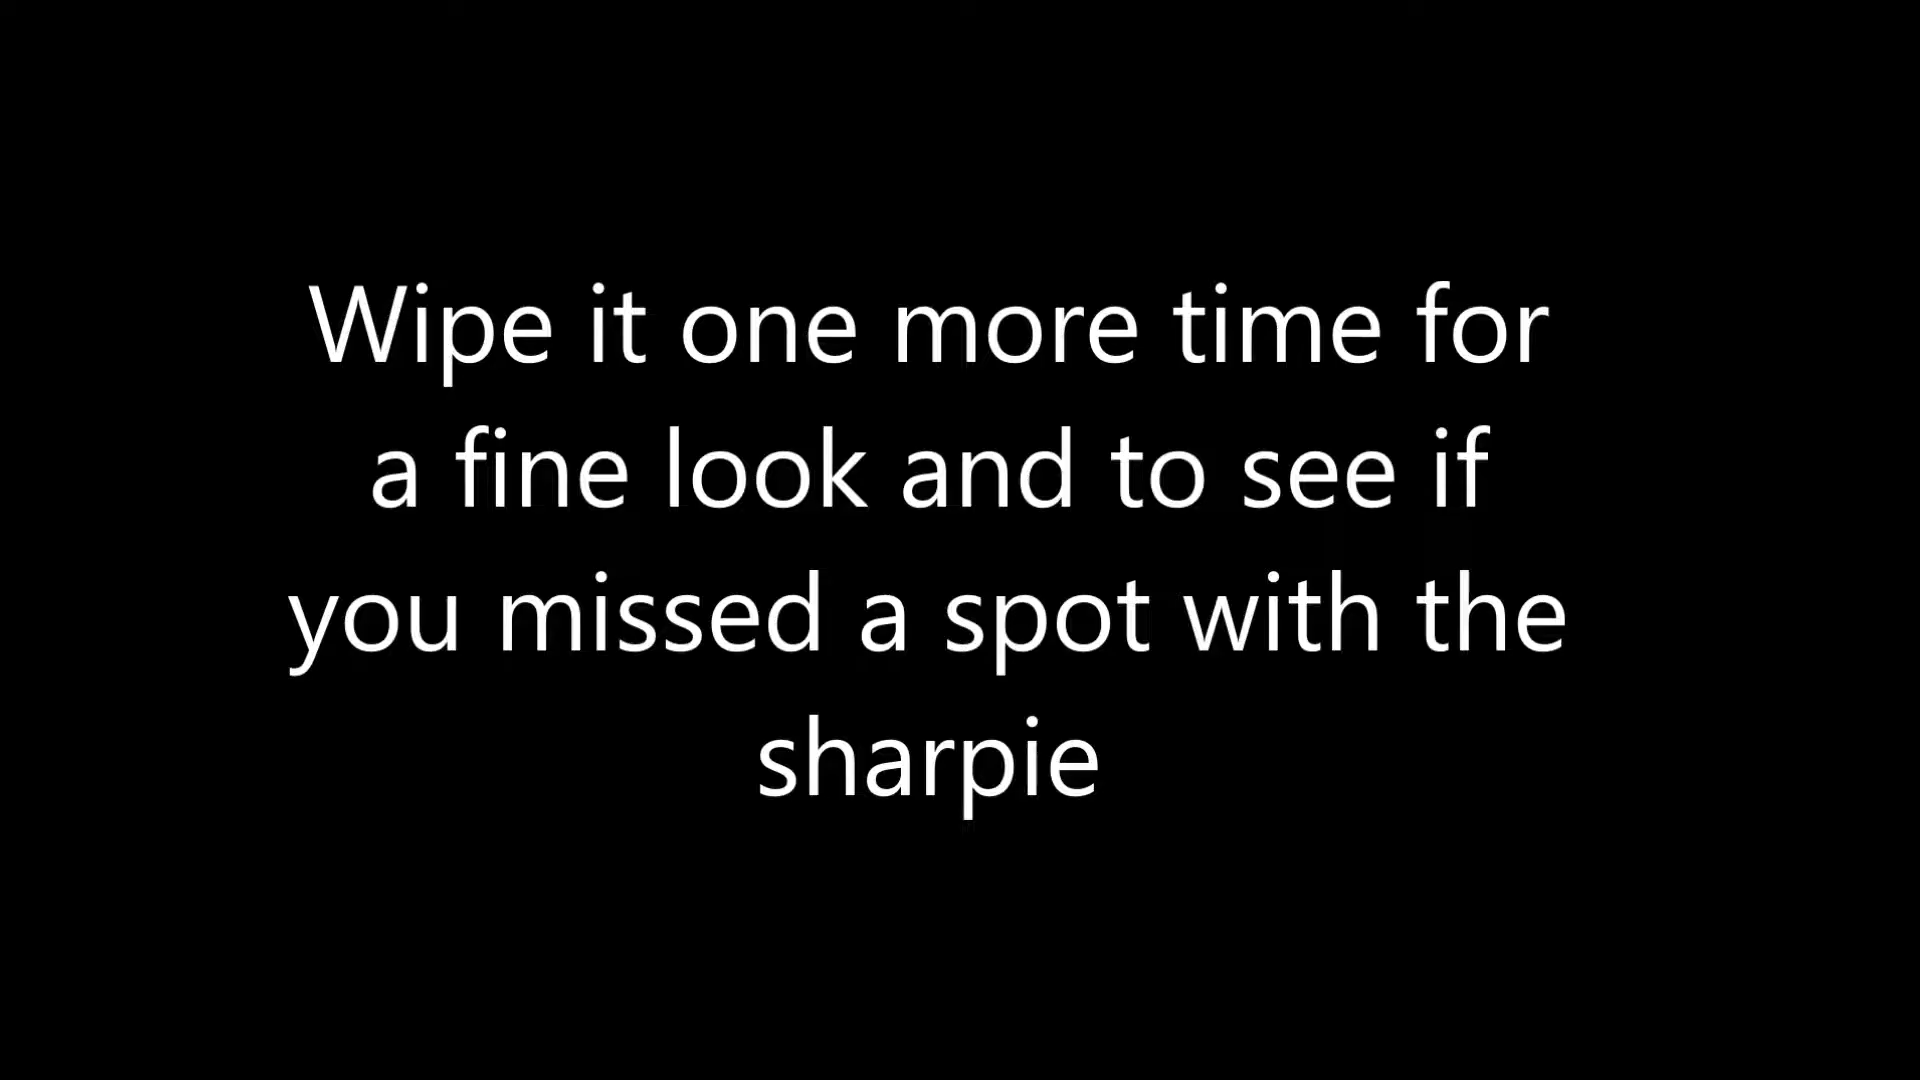 Wipe it one more time for
a fine look and to see if
you missed a spot with the
sharpie